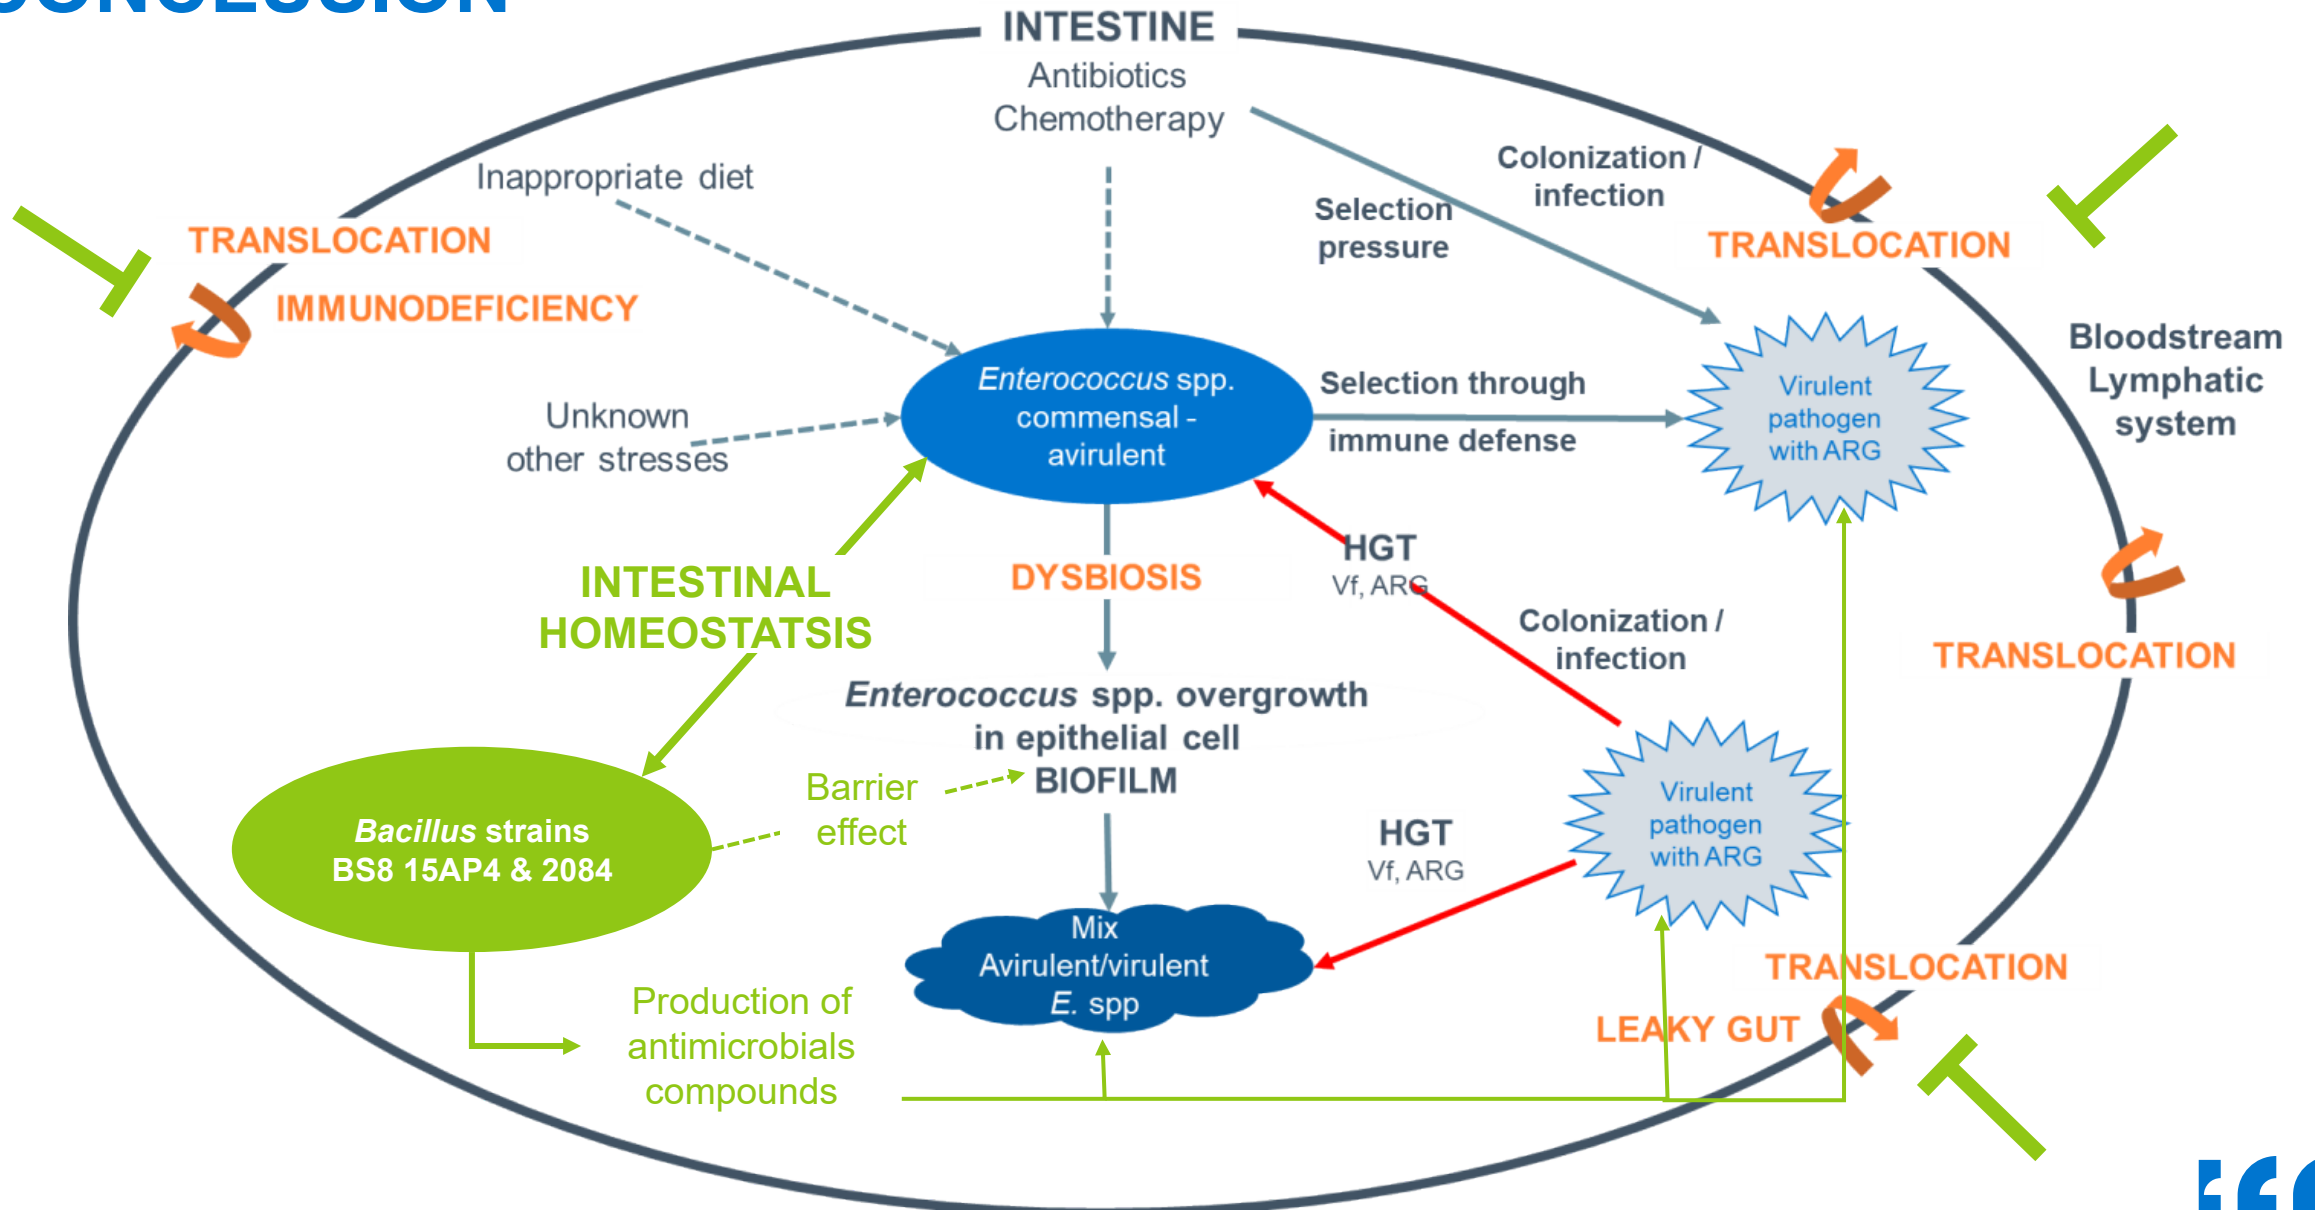 CONCLUSION
INTESTINE
Antibiotics
Chemotherapy
Inappropriate diet
Colonization /
infection
Selection
pressure
TRANSLOCATION
IMMUNODEFICIENCY
TRANSLOCATION
Bloodstream
Lymphatic
system
Enterococcus spp.
commensal -
avirulent
Selection through
immune defense
Virulent
pathogen
with ARG
Unknown
other stresses
HGT
Vf, ARG
INTESTINAL
HOMEOSTATSIS
DYSBIOSIS
Colonization /
infection
TRANSLOCATION
Enterococcus spp. overgrowth
in epithelial cell
BIOFILM
Barrier
effect
Bacillus strains
BS8 15AP4 & 2084
HGT
Vf, ARG
Virulent
pathogen
with ARG
Mix
Avirulent/virulent
E. spp
TRANSLOCATION
LEAKY GUT
Production of
antimicrobials
compounds